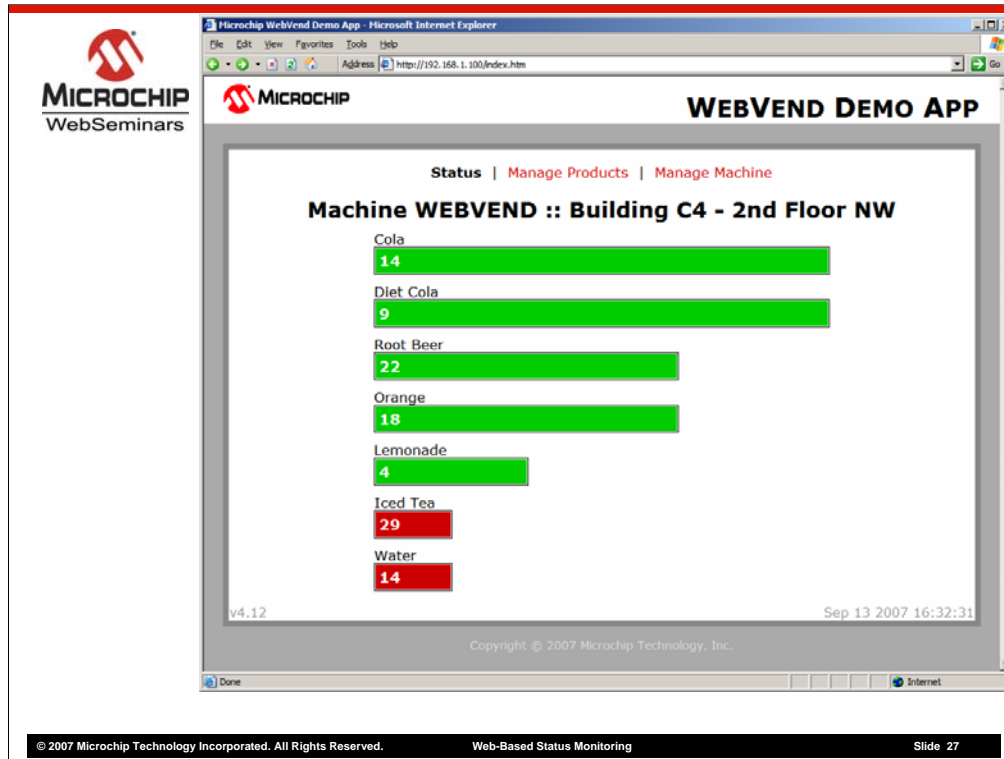 Microchip WebVend Demo App - Microsoft Internet Explorer
File Edit View Favorites Tools Help
Address http://192.168.1.100/index.htm Go
MICROCHIP
WebSeminars
MICROCHIP
WEBVEND DEMO APP
Status | Manage Products | Manage Machine
Machine WEBVEND :: Building C4 - 2nd Floor NW
Cola
14
Diet Cola
9
Root Beer
22
Orange
18
Lemonade
4
Iced Tea
29
Water
14
v4.12 Sep 13 2007 16:32:31
Copyright © 2007 Microchip Technology, Inc.
Done Internet
© 2007 Microchip Technology Incorporated. All Rights Reserved. Web-Based Status Monitoring Slide 27